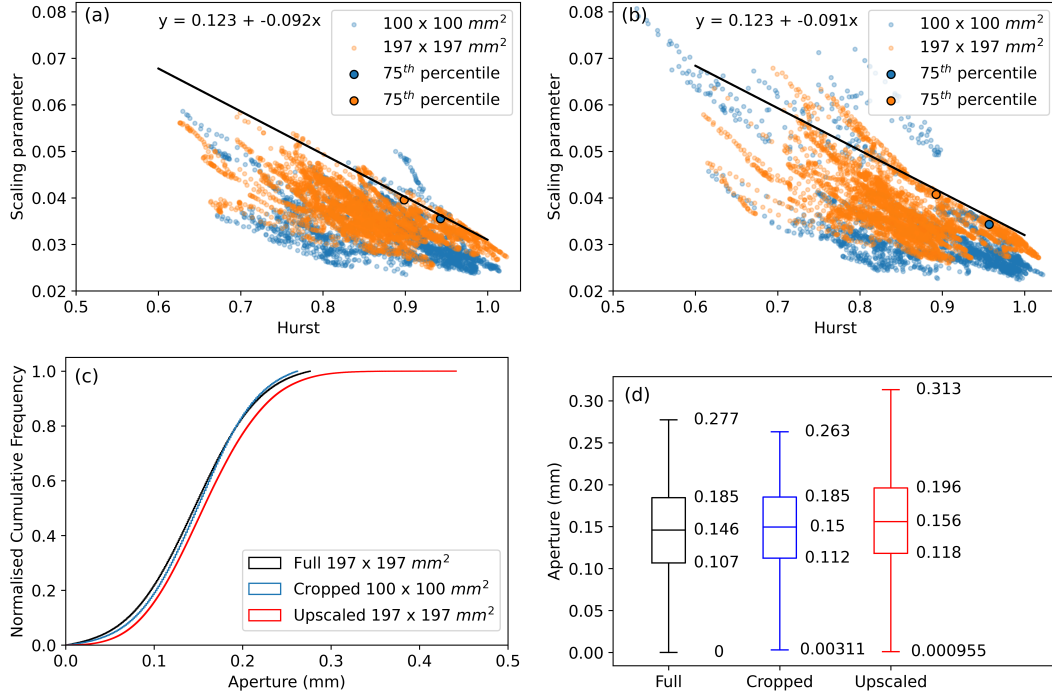 (a)
y = 0.123 + -0.092x
100 x 100 mm²
197 x 197 mm²
75th percentile
75th percentile
0.08
0.07
0.06
0.05
0.04
0.03
0.02
Scaling parameter
0.5 0.6 0.7 0.8 0.9 1.0
Hurst
(b)
y = 0.123 + -0.091x
100 x 100 mm²
197 x 197 mm²
75th percentile
75th percentile
0.08
0.07
0.06
0.05
0.04
0.03
0.02
Scaling parameter
0.5 0.6 0.7 0.8 0.9 1.0
Hurst
(c)
1.0
0.8
0.6
0.4
0.2
0.0
Normalised Cumulative Frequency
Full 197 x 197 mm²
Cropped 100 x 100 mm²
Upscaled 197 x 197 mm²
0.0 0.1 0.2 0.3 0.4 0.5
Aperture (mm)
(d)
0.30
0.25
0.20
0.15
0.10
0.05
0.00
Aperture (mm)
0.277
0.185
0.146
0.107
0
0.263
0.185
0.15
0.112
0.00311
0.313
0.196
0.156
0.118
0.000955
Full Cropped Upscaled